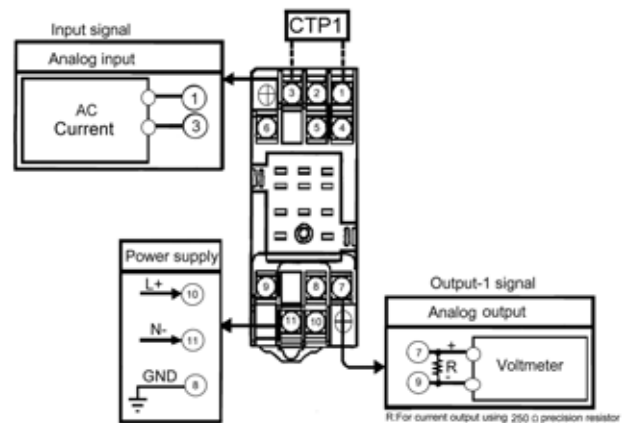 CTP1
Input signal
Analog input
AC
Current
1
3
3 2 1
6 5 4
Power supply
L+ 10
N- 11
GND 8
9 8 7
11 10
Output-1 signal
Analog output
7 +
R
9 -
Voltmeter
R:For current output using 250 Ω precision resistor